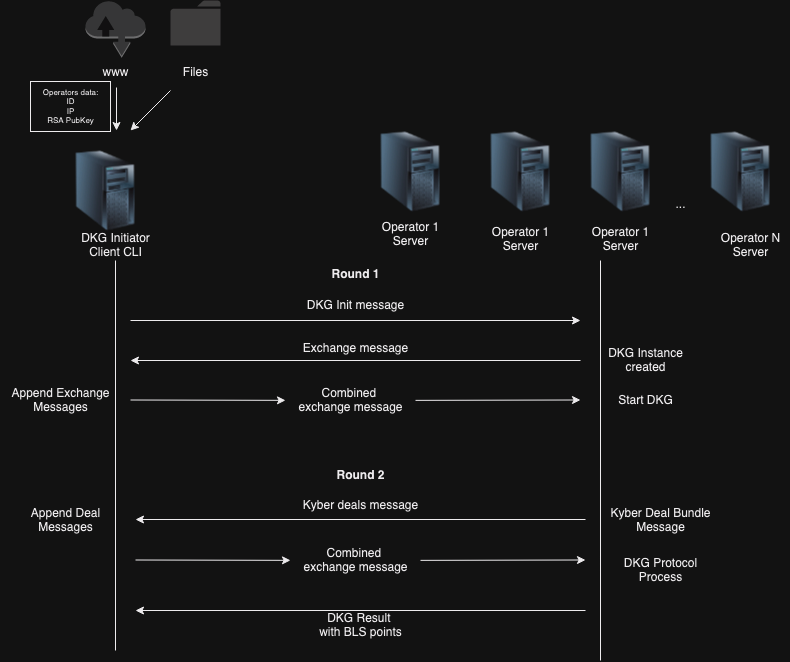 www
Files
Operators data:
ID
IP
RSA PubKey
DKG Initiator
Client CLI
Operator 1
Server
Operator 1
Server
Operator 1
Server
...
Operator N
Server
Round 1
DKG Init message
Exchange message
DKG Instance
created
Append Exchange
Messages
Combined
exchange message
Start DKG
Round 2
Kyber deals message
Append Deal
Messages
Kyber Deal Bundle
Message
Combined
exchange message
DKG Protocol
Process
DKG Result
with BLS points